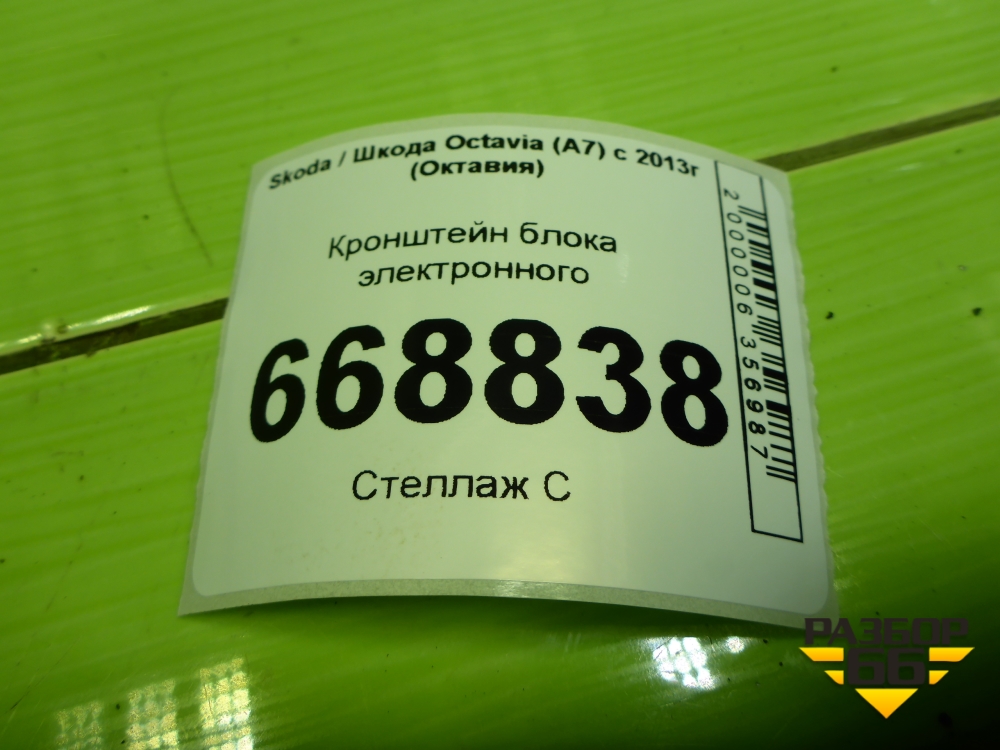 Skoda / Шкода Octavia (A7) с 2013г
(Октавия)
Кронштейн блока
электронного
668838
Стеллаж С
2000006356987
РАЗБОР
66